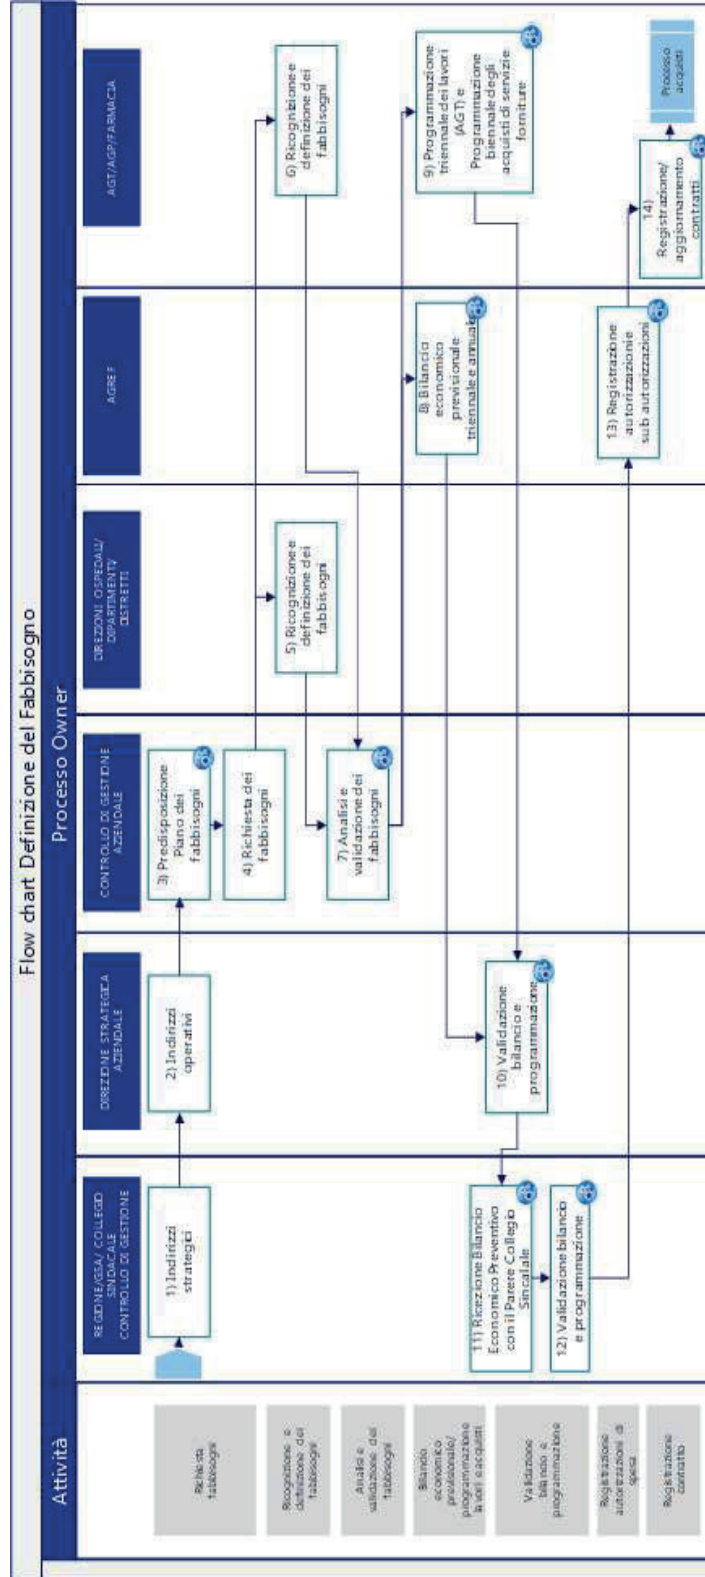 Flow chart Definizione del Fabbisogno
Attività
Processo Owner
REGIONE/GSA/ COLLEGIO
SINDACALE
CONTROLLO DI GESTIONE
DIREZIONE STRATEGICA
AZIENDALE
CONTROLLO DI GESTIONE
AZIENDALE
DIREZIONI OSPEDALI/
DIPARTIMENTI/
DISTRETTI
AGREF
AGT/AGP/FARMACIA
Richiesta
fabbisogni
1) Indirizzi
strategici
2) Indirizzi
operativi
3) Predisposizione
Piano dei
fabbisogni
4) Richiesta dei
fabbisogni
Ricognizione e
definizione dei
fabbisogni
5) Ricognizione e
definizione dei
fabbisogni
6) Ricognizione e
definizione dei
fabbisogni
Analisi e
validazione dei
fabbisogni
7) Analisi e
validazione dei
fabbisogni
Bilancio
economico
previsionale/
programmazione
lavori e acquisti
8) Bilancio
economico
previsionale
triennale e annuale
9) Programmazione
triennale dei lavori
(AGT) e
Programmazione
biennale degli
acquisti di servizi e
forniture
Validazione
bilancio e
programmazione
10) Validazione
bilancio e
programmazione
11) Ricezione Bilancio
Economico Preventivo
con il Parere Collegio
Sincalale
12) Validazione bilancio
e programmazione
Registrazione
autorizzazioni di
spesa
13) Registrazione
autorizzazioni e
sub autorizzazioni
Registrazione
contratto
14)
Registrazione/
aggiornamento
contratti
Processo
acquisti